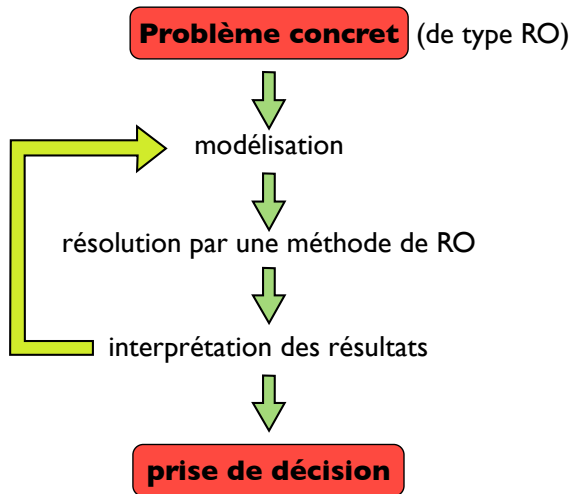 Problème concret (de type RO)
modélisation
résolution par une méthode de RO
interprétation des résultats
prise de décision